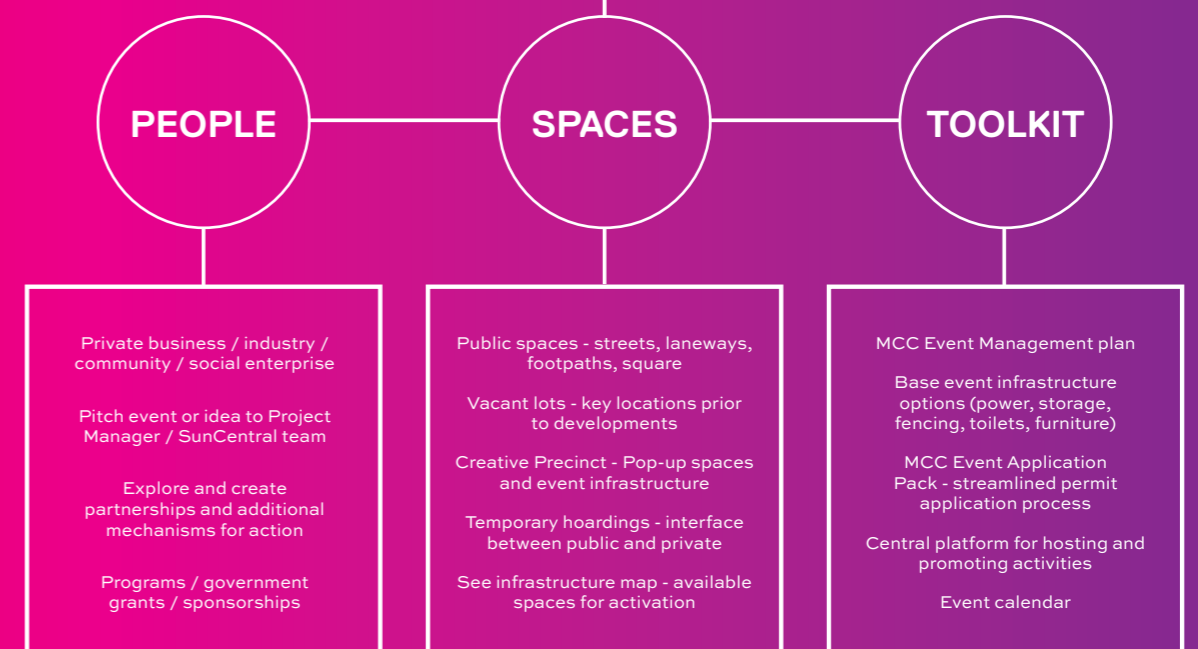 PEOPLE
SPACES
TOOLKIT
Private business / industry /
community / social enterprise
Pitch event or idea to Project
Manager / SunCentral team
Explore and create
partnerships and additional
mechanisms for action
Programs / government
grants / sponsorships
Public spaces - streets, laneways,
footpaths, square
Vacant lots - key locations prior
to developments
Creative Precinct - Pop-up spaces
and event infrastructure
Temporary hoardings - interface
between public and private
See infrastructure map - available
spaces for activation
MCC Event Management plan
Base event infrastructure
options (power, storage,
fencing, toilets, furniture)
MCC Event Application
Pack - streamlined permit
application process
Central platform for hosting and
promoting activities
Event calendar